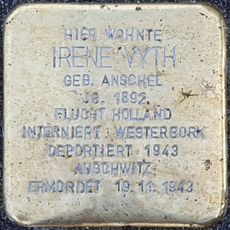 HIER WOHNTE
IRENE VYTH
GEB. ANSCHEL
JG. 1892
FLUCHT HOLLAND
INTERNIERT WESTERBORK
DEPORTIERT 1943
AUSCHWITZ
ERMORDET 19.11.1943